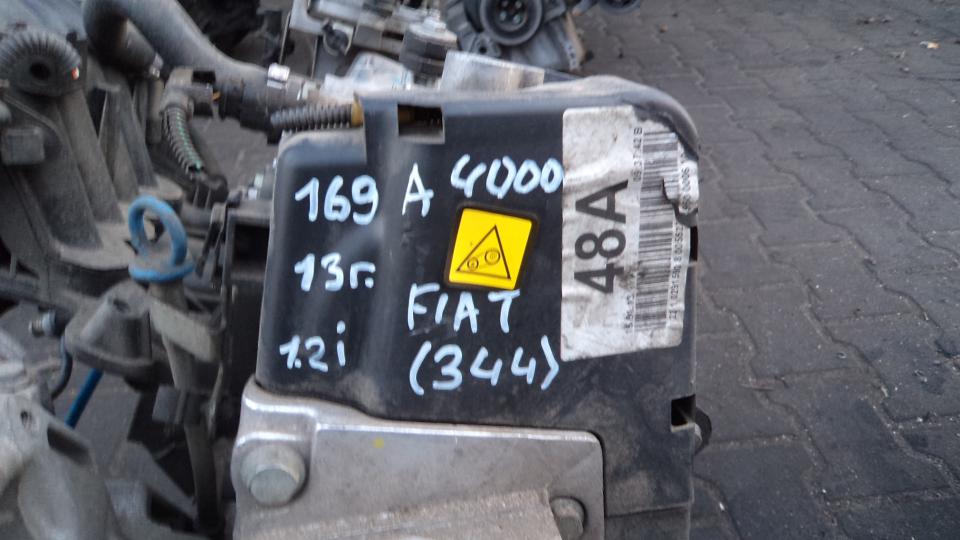 169 A 4000
13г.
1.2i
FIAT
(344)
48A